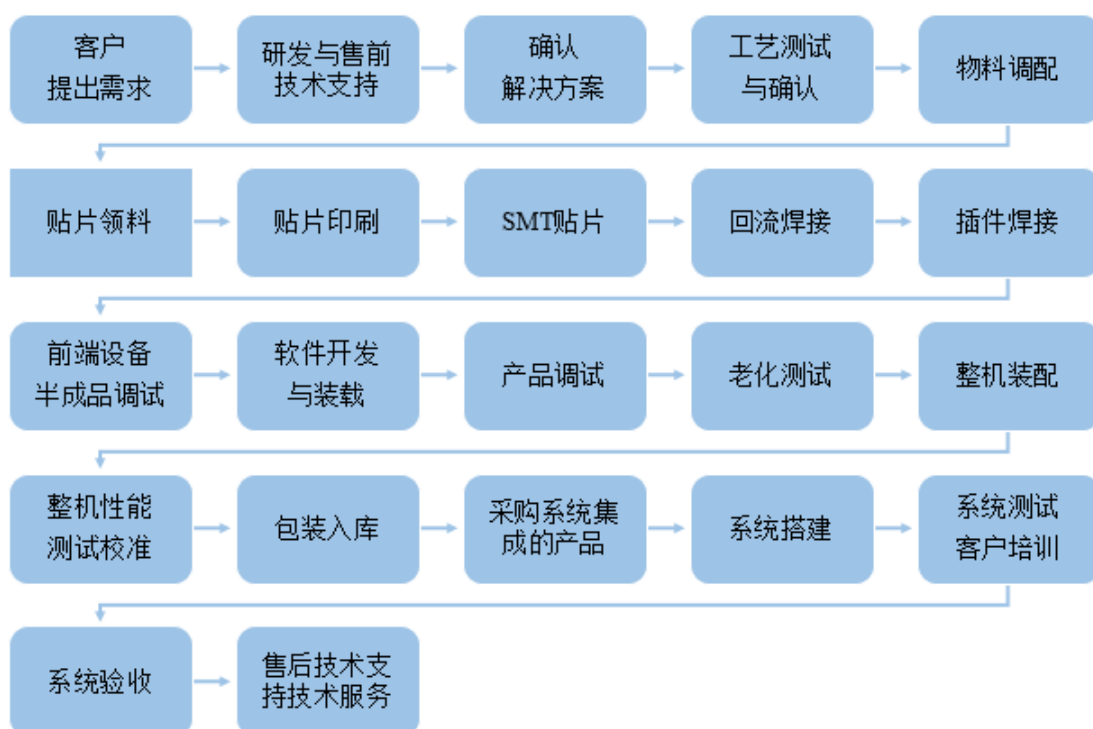 客户
提出需求
研发与售前
技术支持
确认
解决方案
工艺测试
与确认
物料调配
贴片领料
贴片印刷
SMT贴片
回流焊接
插件焊接
前端设备
半成品调试
软件开发
与装载
产品调试
老化测试
整机装配
整机性能
测试校准
包装入库
采购系统集
成的产品
系统搭建
系统测试
客户培训
系统验收
售后技术支
持技术服务